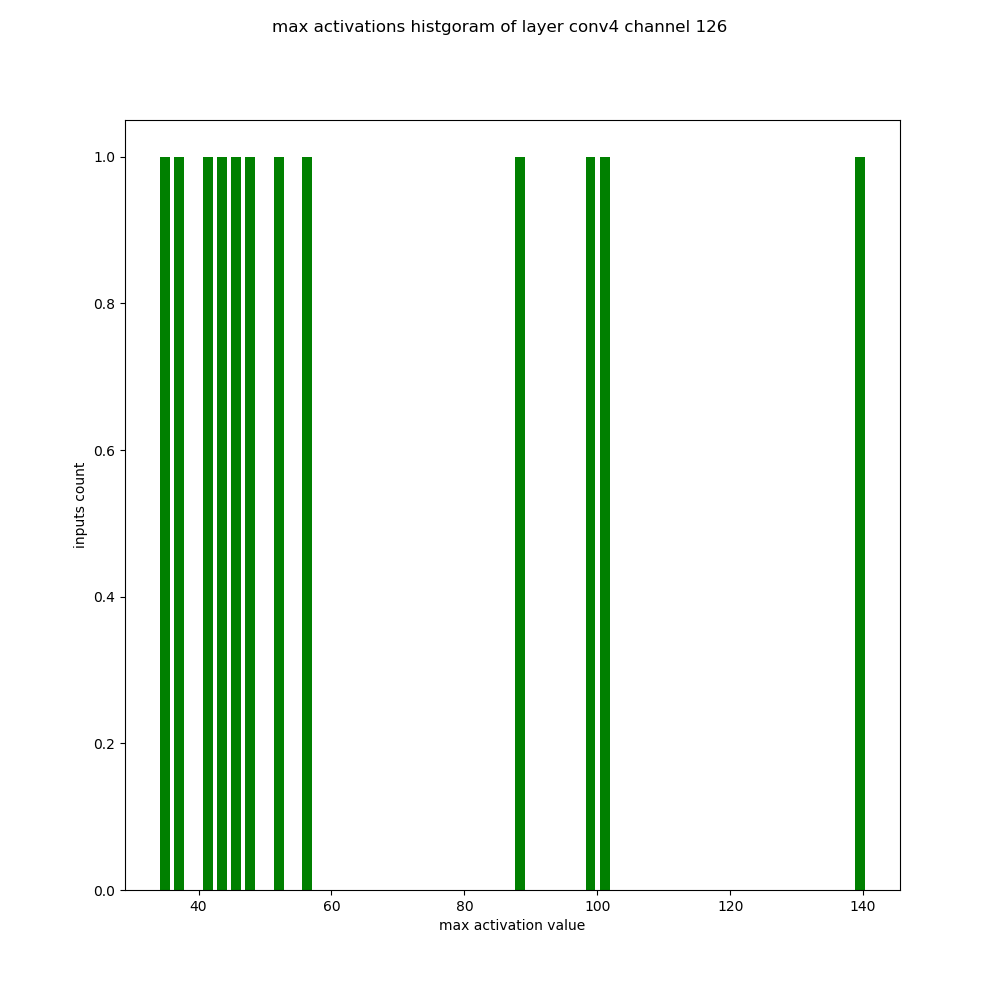 max activations histgoram of layer conv4 channel 126
1.0
0.8
0.6
0.4
0.2
0.0
inputs count
40 60 80 100 120 140
max activation value